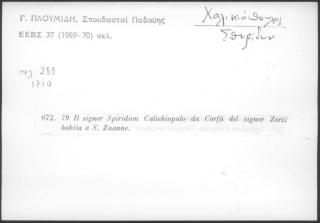 Γ. ΠΛΟΥΜΙΔΗ, Σπουδασταί Παδούης
ΕΕΒΣ 37 (1969-70) σελ.
Χαλικιόπουλος
Σπυρίδων
σελ. 233
1710
672. 79 Il signor Spiridion Calichiopalo da Corfù del signor Zorzi
habita a S. Zuanne.